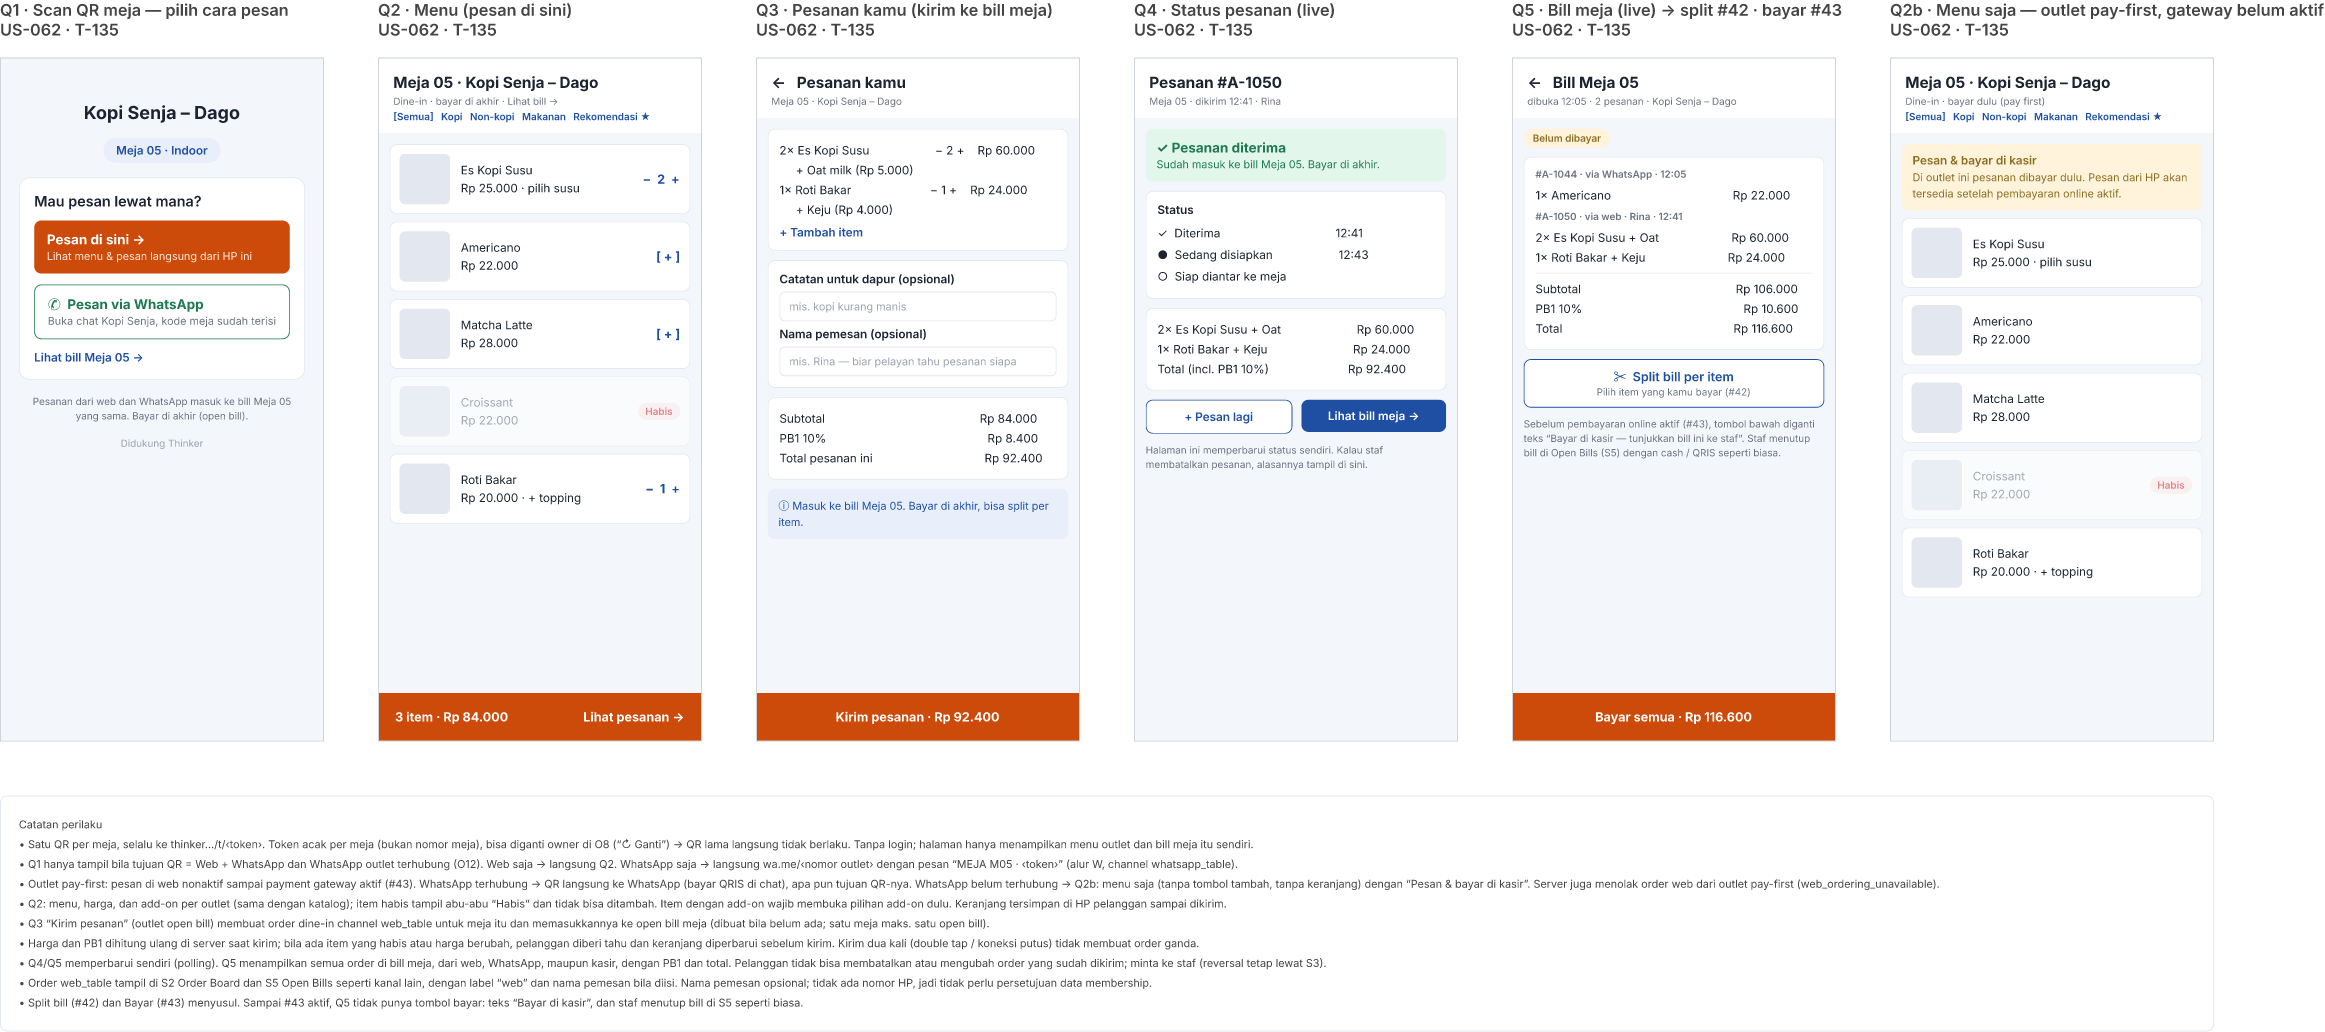 Q1 · Scan QR meja — pilih cara pesan
US-062 · T-135
Kopi Senja – Dago
Meja 05 · Indoor
Mau pesan lewat mana?
Pesan di sini →
Lihat menu & pesan langsung dari HP ini
✆ Pesan via WhatsApp
Buka chat Kopi Senja, kode meja sudah terisi
Lihat bill Meja 05 →
Pesanan dari web dan WhatsApp masuk ke bill Meja 05
yang sama. Bayar di akhir (open bill).
Didukung Thinker
Q2 · Menu (pesan di sini)
US-062 · T-135
Meja 05 · Kopi Senja – Dago
Dine-in · bayar di akhir · Lihat bill →
[Semua] Kopi Non-kopi Makanan Rekomendasi ★
Es Kopi Susu
Rp 25.000 · pilih susu
− 2 +
Americano
Rp 22.000
[ + ]
Matcha Latte
Rp 28.000
[ + ]
Croissant
Rp 22.000
Habis
Roti Bakar
Rp 20.000 · + topping
− 1 +
3 item · Rp 84.000
Lihat pesanan →
Q3 · Pesanan kamu (kirim ke bill meja)
US-062 · T-135
← Pesanan kamu
Meja 05 · Kopi Senja – Dago
2× Es Kopi Susu − 2 + Rp 60.000
+ Oat milk (Rp 5.000)
1× Roti Bakar − 1 + Rp 24.000
+ Keju (Rp 4.000)
+ Tambah item
Catatan untuk dapur (opsional)
mis. kopi kurang manis
Nama pemesan (opsional)
mis. Rina — biar pelayan tahu pesanan siapa
Subtotal Rp 84.000
PB1 10% Rp 8.400
Total pesanan ini Rp 92.400
ⓘ Masuk ke bill Meja 05. Bayar di akhir, bisa split per
item.
Kirim pesanan · Rp 92.400
Q4 · Status pesanan (live)
US-062 · T-135
Pesanan #A-1050
Meja 05 · dikirim 12:41 · Rina
✓ Pesanan diterima
Sudah masuk ke bill Meja 05. Bayar di akhir.
Status
✓ Diterima 12:41
● Sedang disiapkan 12:43
○ Siap diantar ke meja
2× Es Kopi Susu + Oat Rp 60.000
1× Roti Bakar + Keju Rp 24.000
Total (incl. PB1 10%) Rp 92.400
+ Pesan lagi
Lihat bill meja →
Halaman ini memperbarui status sendiri. Kalau staf
membatalkan pesanan, alasannya tampil di sini.
Q5 · Bill meja (live) → split #42 · bayar #43
US-062 · T-135
← Bill Meja 05
dibuka 12:05 · 2 pesanan · Kopi Senja – Dago
Belum dibayar
#A-1044 · via WhatsApp · 12:05
1× Americano Rp 22.000
#A-1050 · via web · Rina · 12:41
2× Es Kopi Susu + Oat Rp 60.000
1× Roti Bakar + Keju Rp 24.000
Subtotal Rp 106.000
PB1 10% Rp 10.600
Total Rp 116.600
✂ Split bill per item
Pilih item yang kamu bayar (#42)
Sebelum pembayaran online aktif (#43), tombol bawah diganti
teks “Bayar di kasir — tunjukkan bill ini ke staf”. Staf menutup
bill di Open Bills (S5) dengan cash / QRIS seperti biasa.
Bayar semua · Rp 116.600
Q2b · Menu saja — outlet pay-first, gateway belum aktif
US-062 · T-135
Meja 05 · Kopi Senja – Dago
Dine-in · bayar dulu (pay first)
[Semua] Kopi Non-kopi Makanan Rekomendasi ★
Pesan & bayar di kasir
Di outlet ini pesanan dibayar dulu. Pesan dari HP akan
tersedia setelah pembayaran online aktif.
Es Kopi Susu
Rp 25.000 · pilih susu
Americano
Rp 22.000
Matcha Latte
Rp 28.000
Croissant
Rp 22.000
Habis
Roti Bakar
Rp 20.000 · + topping
Catatan perilaku
• Satu QR per meja, selalu ke thinker…/t/‹token›. Token acak per meja (bukan nomor meja), bisa diganti owner di O8 (“↻ Ganti”) → QR lama langsung tidak berlaku. Tanpa login; halaman hanya menampilkan menu outlet dan bill meja itu sendiri.
• Q1 hanya tampil bila tujuan QR = Web + WhatsApp dan WhatsApp outlet terhubung (O12). Web saja → langsung Q2. WhatsApp saja → langsung wa.me/‹nomor outlet› dengan pesan “MEJA M05 · ‹token›” (alur W, channel whatsapp_table).
• Outlet pay-first: pesan di web nonaktif sampai payment gateway aktif (#43). WhatsApp terhubung → QR langsung ke WhatsApp (bayar QRIS di chat), apa pun tujuan QR-nya. WhatsApp belum terhubung → Q2b: menu saja (tanpa tombol tambah, tanpa keranjang) dengan “Pesan & bayar di kasir”. Server juga menolak order web dari outlet pay-first (web_ordering_unavailable).
• Q2: menu, harga, dan add-on per outlet (sama dengan katalog); item habis tampil abu-abu “Habis” dan tidak bisa ditambah. Item dengan add-on wajib membuka pilihan add-on dulu. Keranjang tersimpan di HP pelanggan sampai dikirim.
• Q3 “Kirim pesanan” (outlet open bill) membuat order dine-in channel web_table untuk meja itu dan memasukkannya ke open bill meja (dibuat bila belum ada; satu meja maks. satu open bill).
• Harga dan PB1 dihitung ulang di server saat kirim; bila ada item yang habis atau harga berubah, pelanggan diberi tahu dan keranjang diperbarui sebelum kirim. Kirim dua kali (double tap / koneksi putus) tidak membuat order ganda.
• Q4/Q5 memperbarui sendiri (polling). Q5 menampilkan semua order di bill meja, dari web, WhatsApp, maupun kasir, dengan PB1 dan total. Pelanggan tidak bisa membatalkan atau mengubah order yang sudah dikirim; minta ke staf (reversal tetap lewat S3).
• Order web_table tampil di S2 Order Board dan S5 Open Bills seperti kanal lain, dengan label “web” dan nama pemesan bila diisi. Nama pemesan opsional; tidak ada nomor HP, jadi tidak perlu persetujuan data membership.
• Split bill (#42) dan Bayar (#43) menyusul. Sampai #43 aktif, Q5 tidak punya tombol bayar: teks “Bayar di kasir”, dan staf menutup bill di S5 seperti biasa.